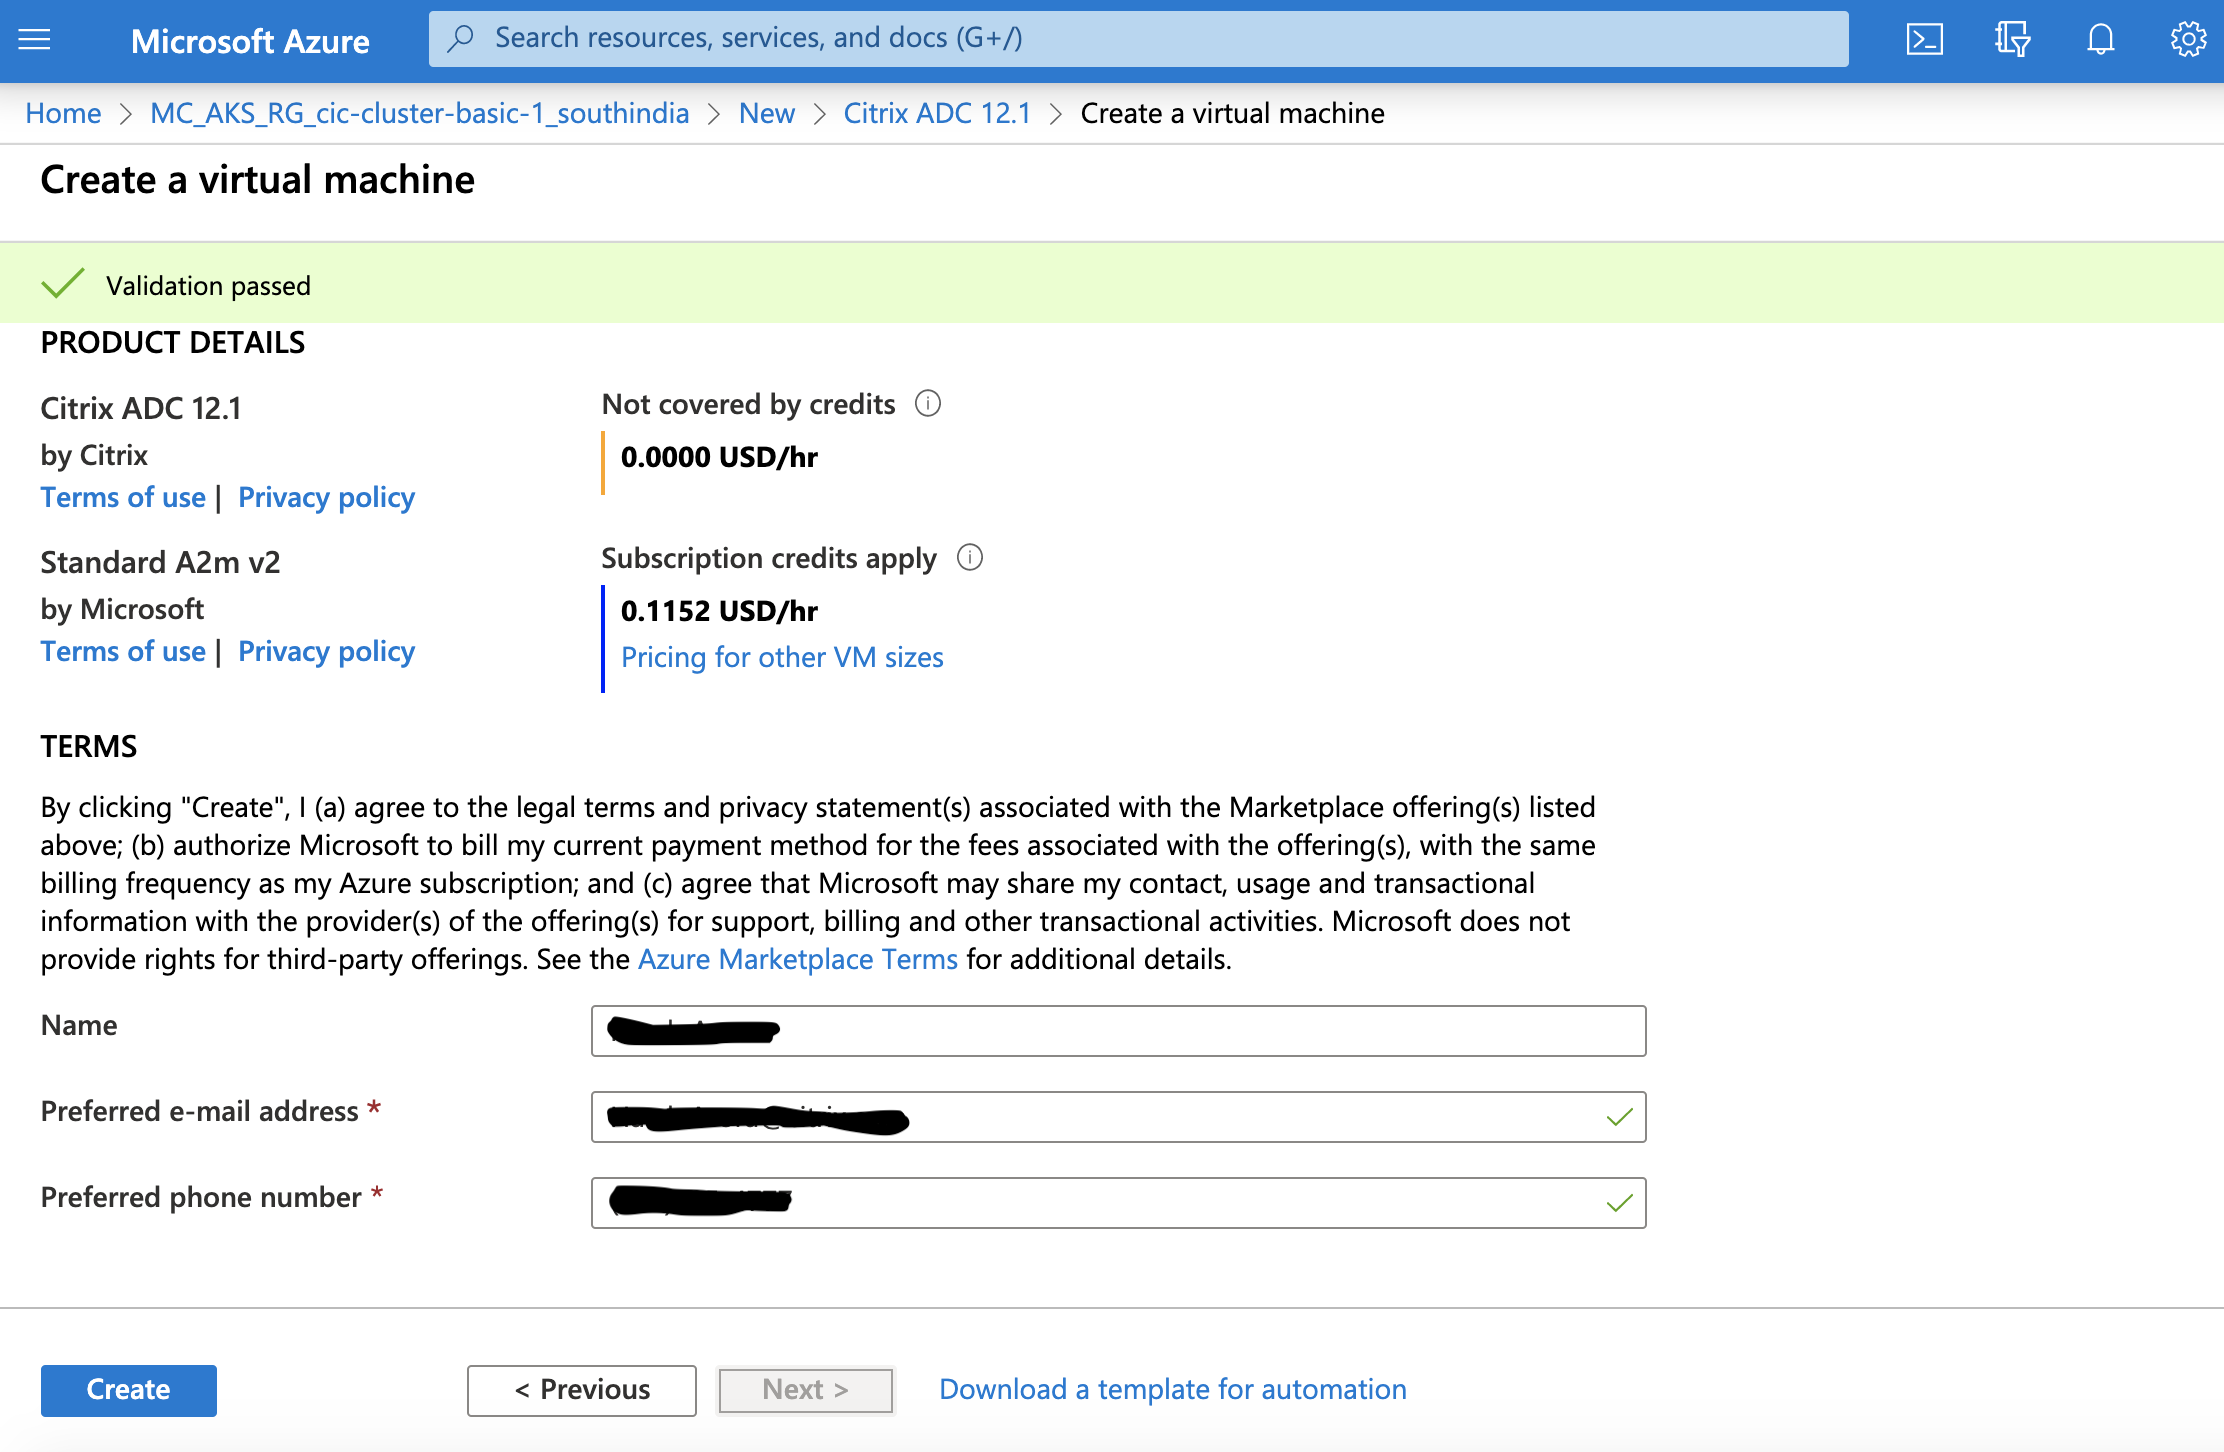 Microsoft Azure
Search resources, services, and docs (G+/)
Home > MC_AKS_RG_cic-cluster-basic-1_southindia > New > Citrix ADC 12.1 > Create a virtual machine
Create a virtual machine
Validation passed
PRODUCT DETAILS
Citrix ADC 12.1
by Citrix
Terms of use | Privacy policy
Not covered by credits
0.0000 USD/hr
Standard A2m v2
by Microsoft
Terms of use | Privacy policy
Subscription credits apply
0.1152 USD/hr
Pricing for other VM sizes
TERMS
By clicking "Create", I (a) agree to the legal terms and privacy statement(s) associated with the Marketplace offering(s) listed
above; (b) authorize Microsoft to bill my current payment method for the fees associated with the offering(s), with the same
billing frequency as my Azure subscription; and (c) agree that Microsoft may share my contact, usage and transactional
information with the provider(s) of the offering(s) for support, billing and other transactional activities. Microsoft does not
provide rights for third-party offerings. See the Azure Marketplace Terms for additional details.
Name
Preferred e-mail address *
Preferred phone number *
Create
< Previous
Next >
Download a template for automation